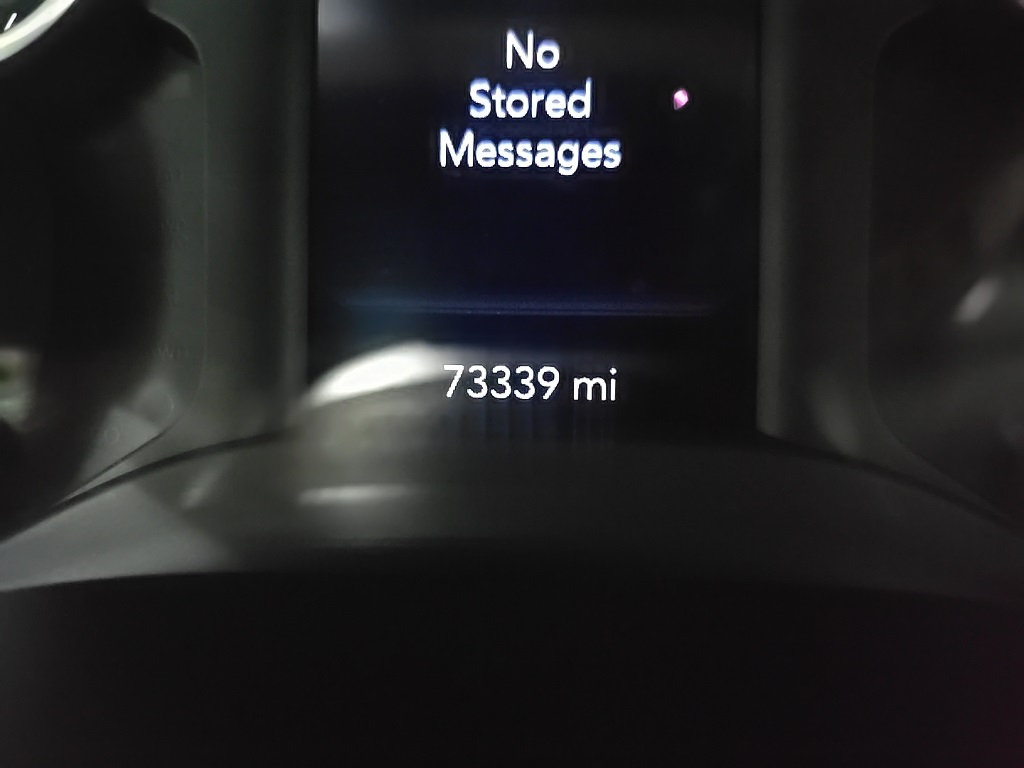 No
Stored
Messages
73339 mi